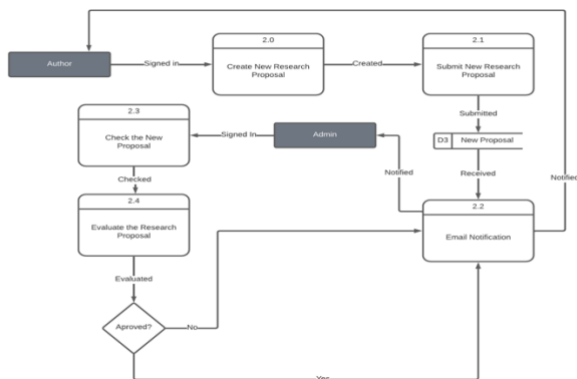 2.0
2.1
Author
Signed in
Create New Research
Proposal
Created
Submit New Research
Proposal
2.3
Submitted
Check the New
Proposal
Signed In
Admin
D3
New Proposal
Checked
Notified
Received
Notified
2.4
2.2
Evaluate the Research
Proposal
Email Notification
Evaluated
Aproved?
No
Yes